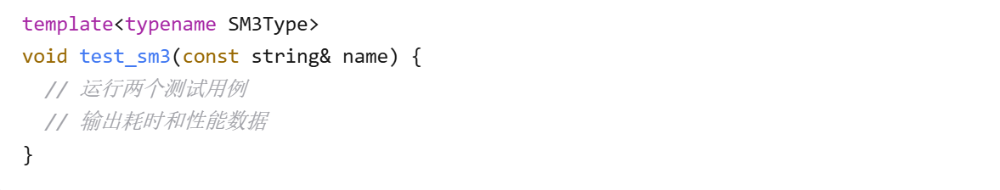 template<typename SM3Type>
void test_sm3(const string& name) {
  // 运行两个测试用例
  // 输出耗时和性能数据
}